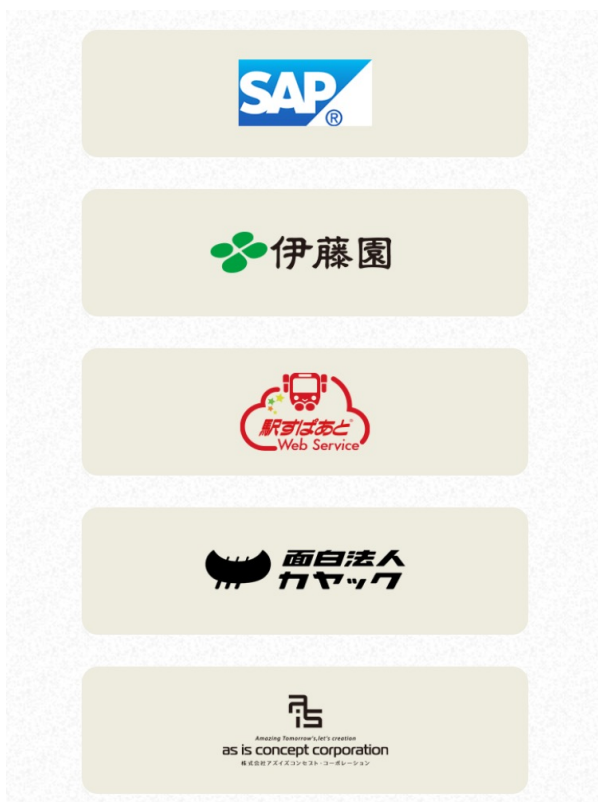 SAP
®
伊藤園
駅すぱあと
Web Service
面白法人
カヤック
ais
Amazing Tomorrow's,let's creation
as is concept corporation
株式会社アズイズコンセプト・コーポレーション